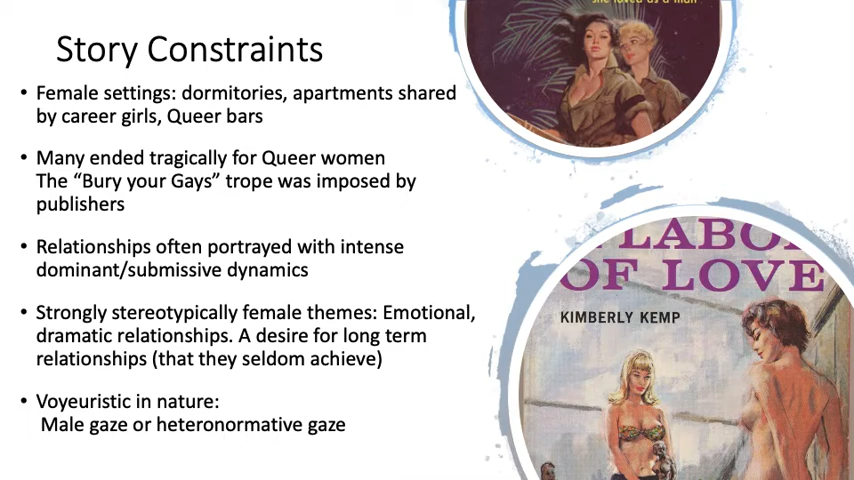 she loved as a man
Story Constraints
• Female settings: dormitories, apartments shared
by career girls, Queer bars
• Many ended tragically for Queer women
The “Bury your Gays” trope was imposed by
publishers
• Relationships often portrayed with intense
dominant/submissive dynamics
• Strongly stereotypically female themes: Emotional,
dramatic relationships. A desire for long term
relationships (that they seldom achieve)
• Voyeuristic in nature:
Male gaze or heteronormative gaze
LABO
OF LOVE
KIMBERLY KEMP